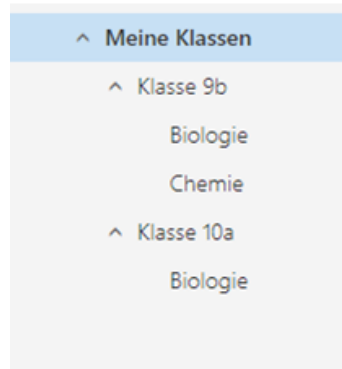 Meine Klassen
Klasse 9b
Biologie
Chemie
Klasse 10a
Biologie